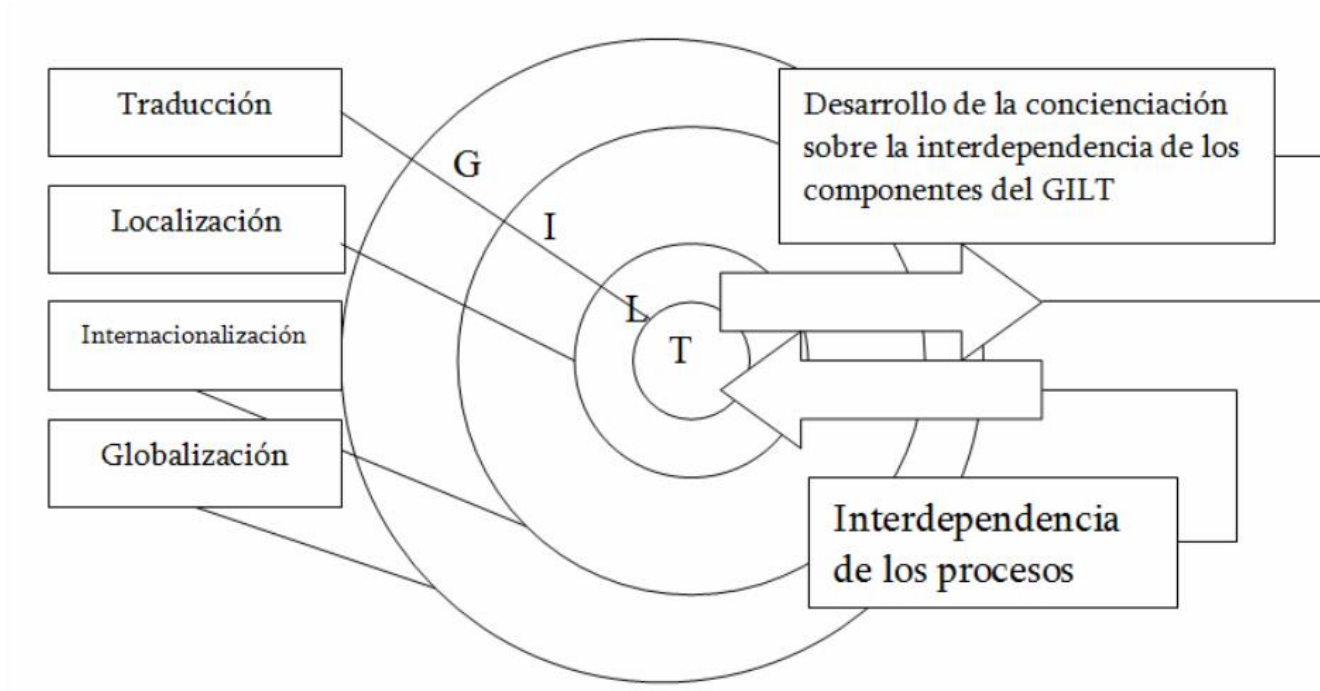 Traducción
Localización
Internacionalización
Globalización
G
I
L
T
Desarrollo de la concienciación
sobre la interdependencia de los
componentes del GILT
Interdependencia
de los procesos